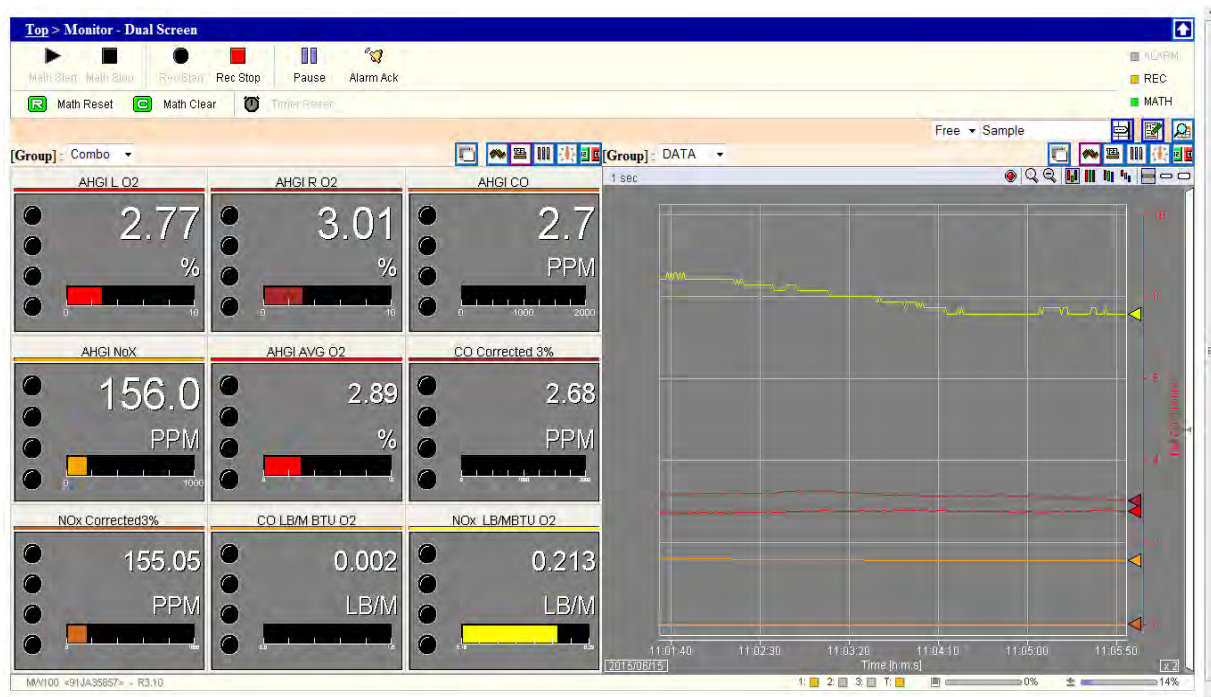 Top > Monitor - Dual Screen
Math Start Math Stop Rec Start Rec Stop Pause Alarm Ack
ALARM
REC
R Math Reset C Math Clear Timer Reset
MATH
Free Sample
[Group] : Combo
[Group] : DATA
1 sec
AHGI L O2
2.77
%
0 10
AHGI R O2
3.01
%
0 10
AHGI CO
2.7
PPM
0 1000 2000
AHGI NoX
156.0
PPM
0 1000
AHGI AVG O2
2.89
%
CO Corrected 3%
2.68
PPM
NOx Corrected3%
155.05
PPM
CO LB/M BTU O2
0.002
LB/M
NOx LB/MBTU O2
0.213
LB/M
10
8
6
4
2
0
11:01:40 11:02:30 11:03:20 11:04:10 11:05:00 11:05:50
2015/06/15 Time [h:m:s] x 2
MW100 <91JA35857> - R3.10
1: 2: 3: T: 0% 14%